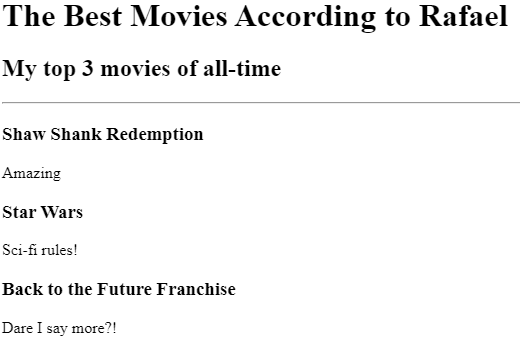 The Best Movies According to Rafael
My top 3 movies of all-time
Shaw Shank Redemption
Amazing
Star Wars
Sci-fi rules!
Back to the Future Franchise
Dare I say more?!